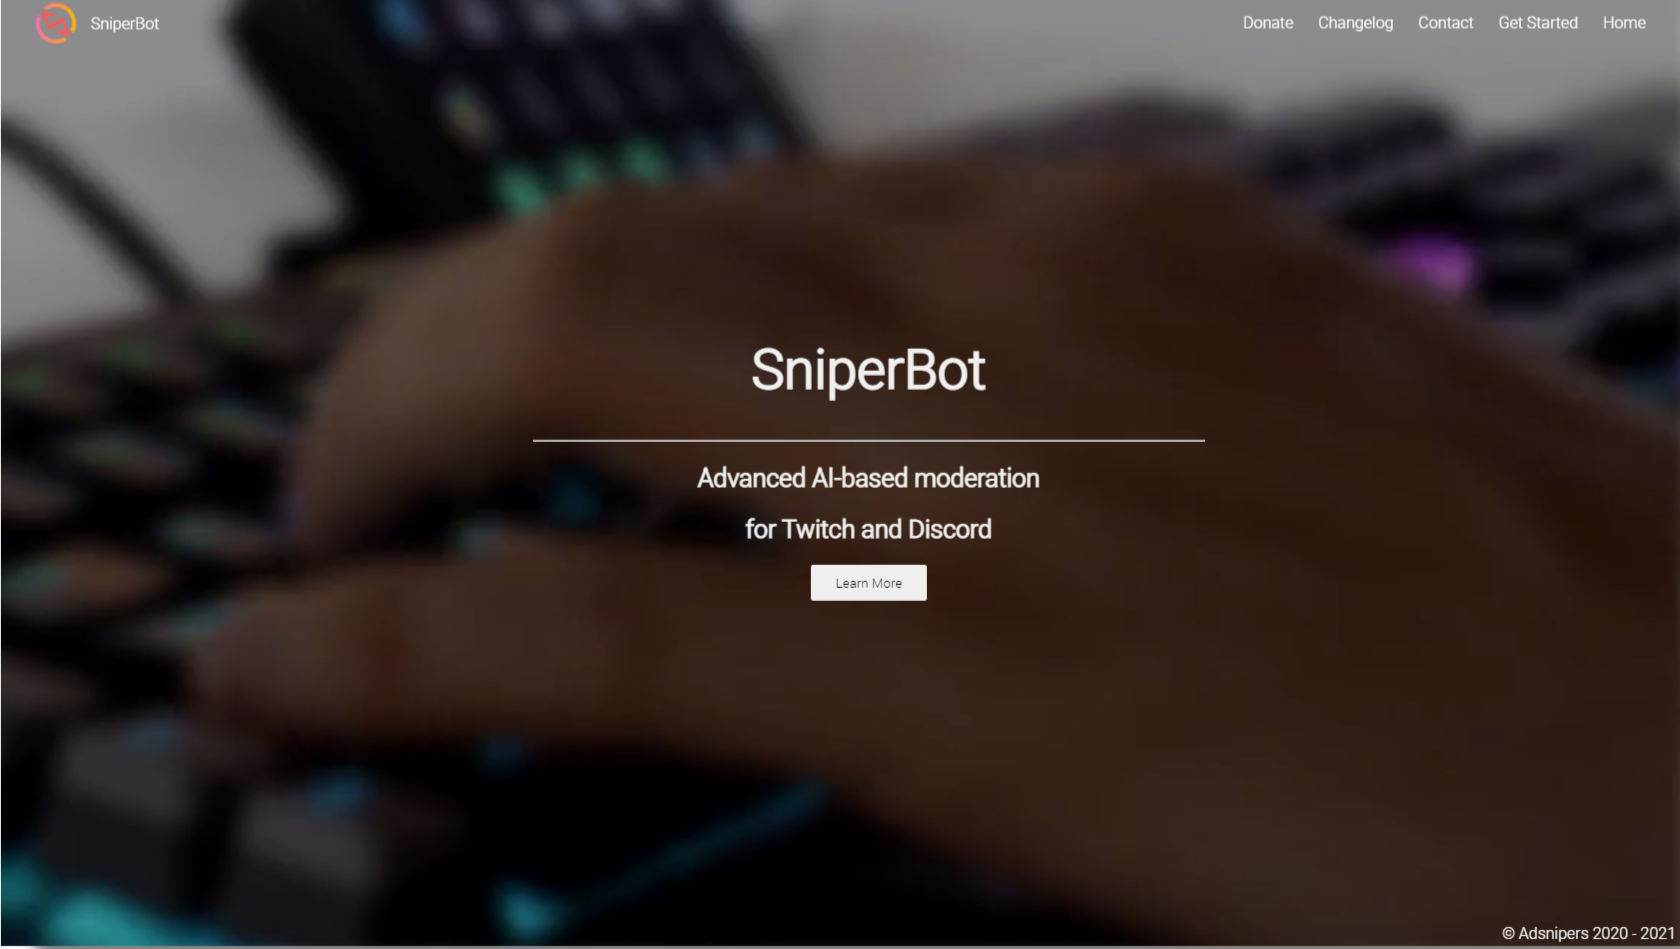 SniperBot
Donate Changelog Contact Get Started Home
SniperBot
Advanced AI-based moderation
for Twitch and Discord
Learn More
© Adsnipers 2020 - 2021